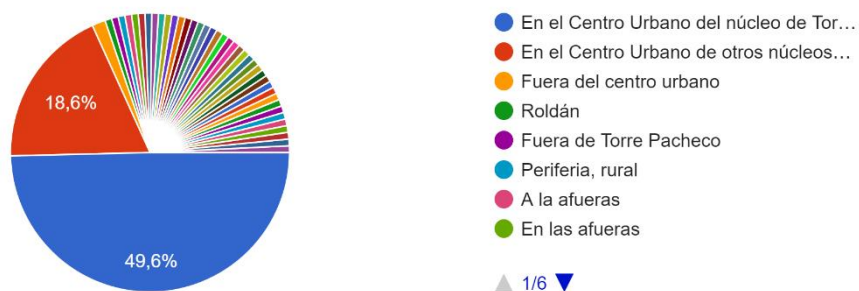 18,6%
49,6%
En el Centro Urbano del núcleo de Tor…
En el Centro Urbano de otros núcleos…
Fuera del centro urbano
Roldán
Fuera de Torre Pacheco
Periferia, rural
A la afueras
En las afueras
1/6